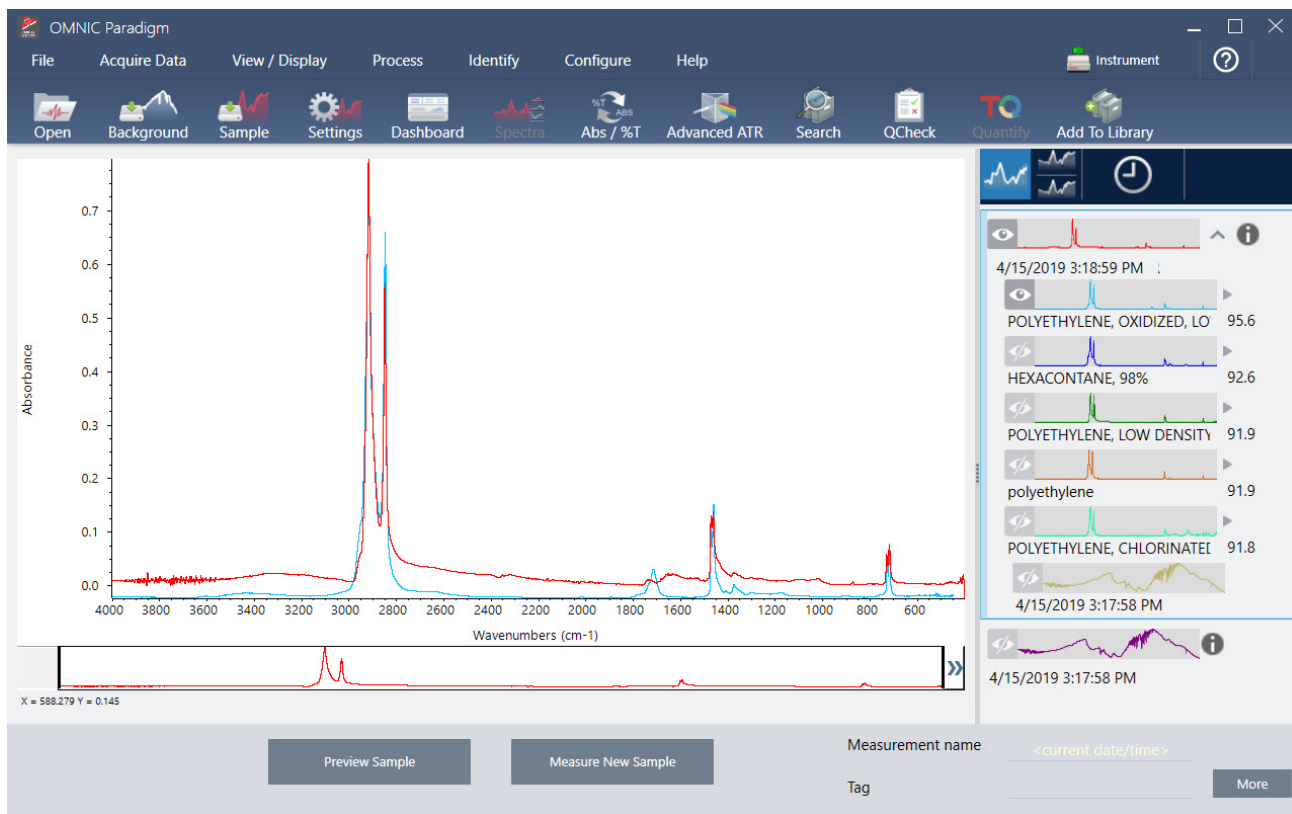 OMNIC Paradigm
File Acquire Data View / Display Process Identify Configure Help Instrument ?
%T ABS TQ
Open Background Sample Settings Dashboard Spectra Abs / %T Advanced ATR Search QCheck Quantify Add To Library
0.7
0.6
0.5
0.4
0.3
0.2
0.1
0.0
Absorbance
4000 3800 3600 3400 3200 3000 2800 2600 2400 2200 2000 1800 1600 1400 1200 1000 800 600
Wavenumbers (cm-1)
X = 588.279 Y = 0.145
4/15/2019 3:18:59 PM
POLYETHYLENE, OXIDIZED, LO 95.6
HEXACONTANE, 98% 92.6
POLYETHYLENE, LOW DENSITY 91.9
polyethylene 91.9
POLYETHYLENE, CHLORINATE 91.8
4/15/2019 3:17:58 PM
4/15/2019 3:17:58 PM
Preview Sample Measure New Sample
Measurement name <current date/time>
Tag
More